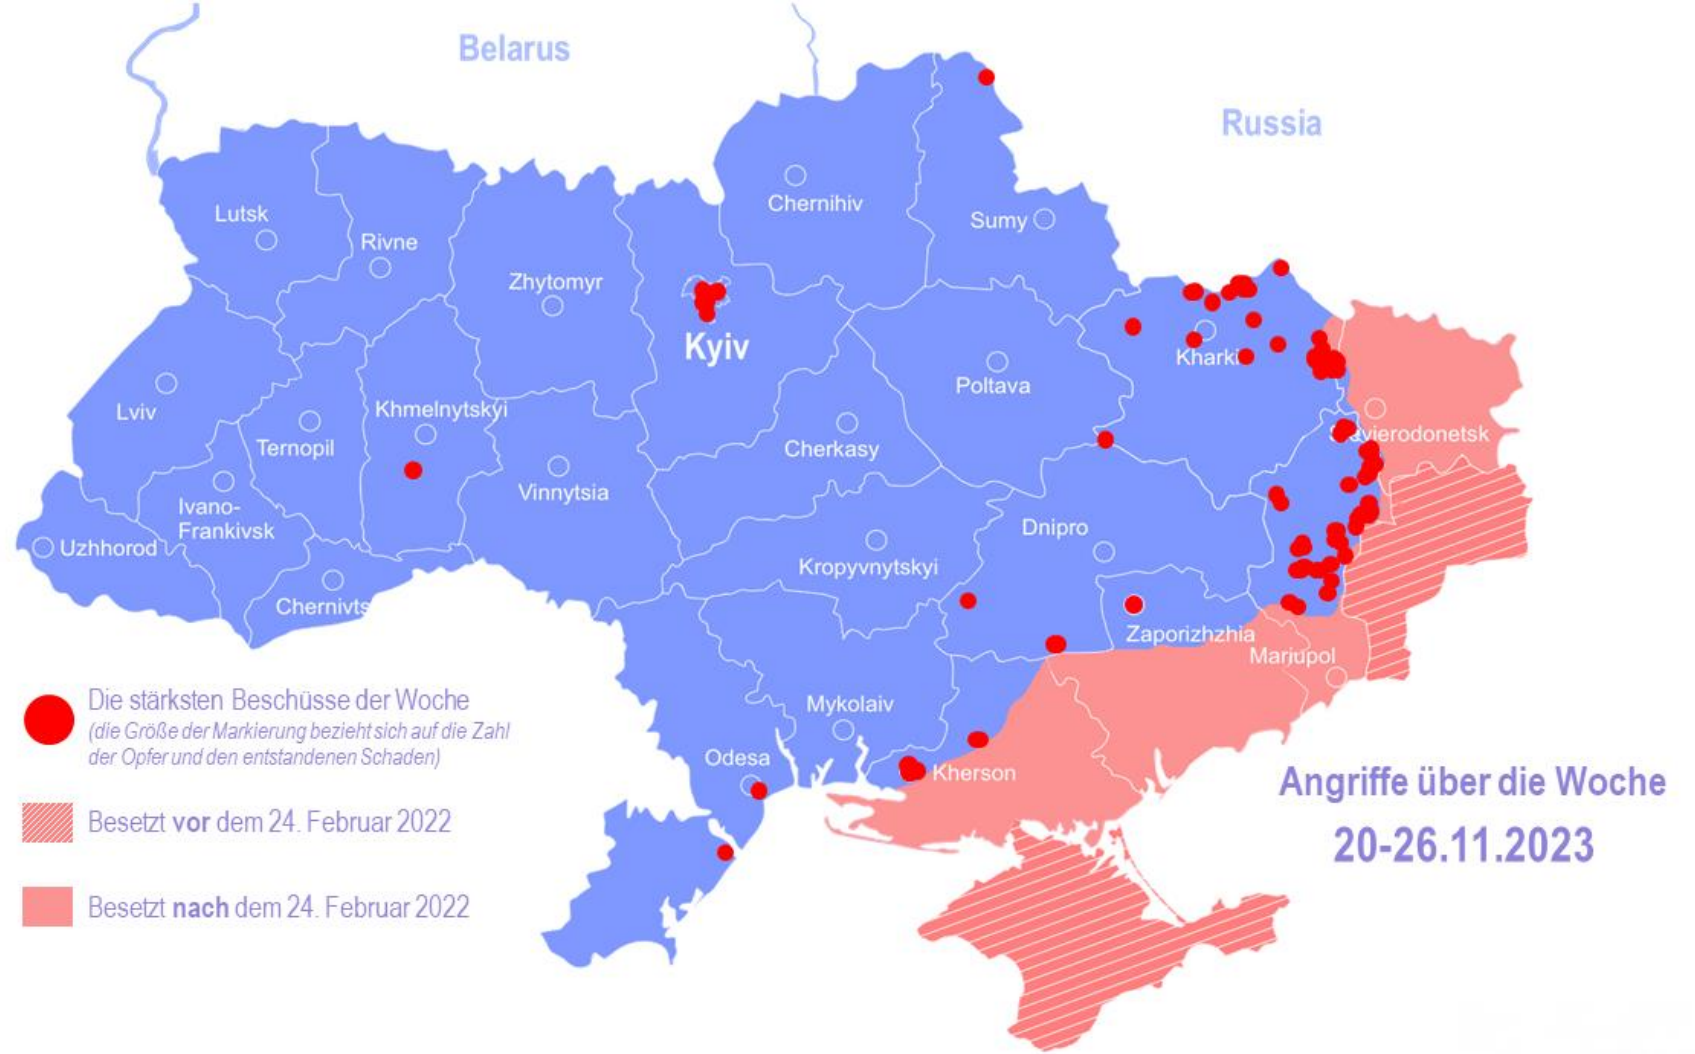 Belarus
Russia
Chernihiv
Lutsk
Sumy
Rivne
Zhytomyr
Kyiv
Kharki
Poltava
Lviv
Khmelnytskyi
Ternopil
Cherkasy
Sievierodonetsk
Vinnytsia
Ivano-
Frankivsk
Dnipro
Uzhhorod
Kropyvnytskyi
Chernivts
Zaporizhzhia
Mariupol
Mykolaiv
Odesa
Kherson
Die stärksten Beschüsse der Woche
(die Größe der Markierung bezieht sich auf die Zahl
der Opfer und den entstandenen Schaden)
Besetzt vor dem 24. Februar 2022
Besetzt nach dem 24. Februar 2022
Angriffe über die Woche
20-26.11.2023